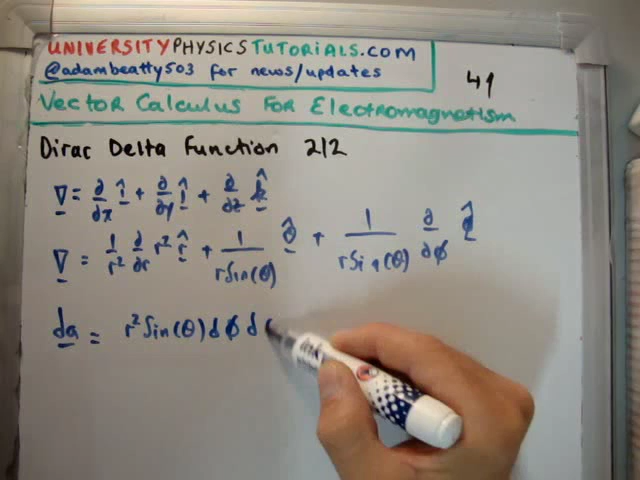 UNIVERSITYPHYSICSTUTORIALS.COM
@adambeatty503 for news/updates
41
Vector Calculus For Electromagnetism
Dirac Delta Function 2/2
∇ = ∂/∂x î + ∂/∂y ĵ + ∂/∂z k̂
∇ = 1/r² ∂/∂r r² r̂ + 1/(r Sin(θ)) θ̂ + 1/(r Sin(θ)) ∂/∂φ φ̂
da = r² Sin(θ) dφ d